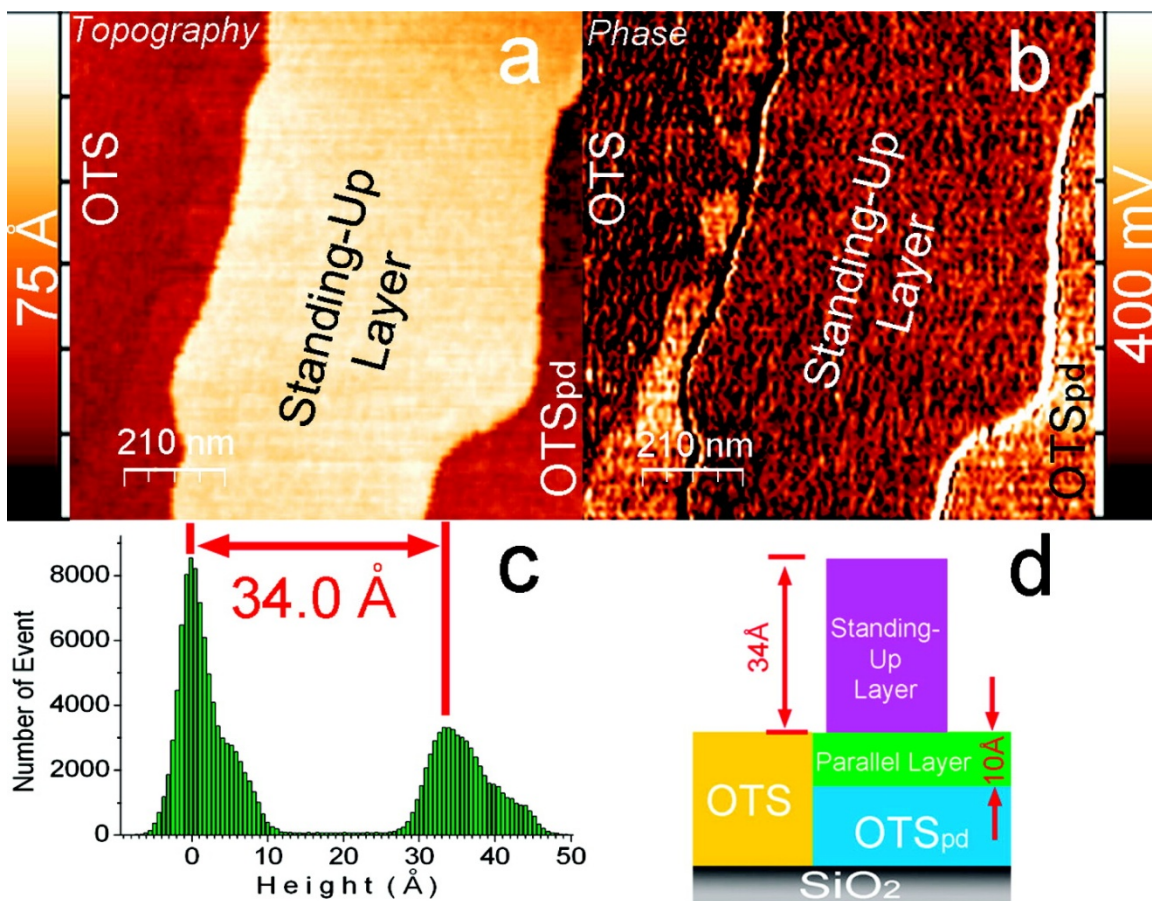 Topography
a
OTS
Standing-Up
Layer
OTSpd
210 nm
75 Å
Phase
b
OTS
Standing-Up
Layer
OTSpd
210 nm
400 mV
c
34.0 Å
Number of Event
8000
6000
4000
2000
0
0 10 20 30 40 50
Height (Å)
d
34Å
Standing-
Up
Layer
Parallel Layer
10Å
OTS
OTSpd
SiO2